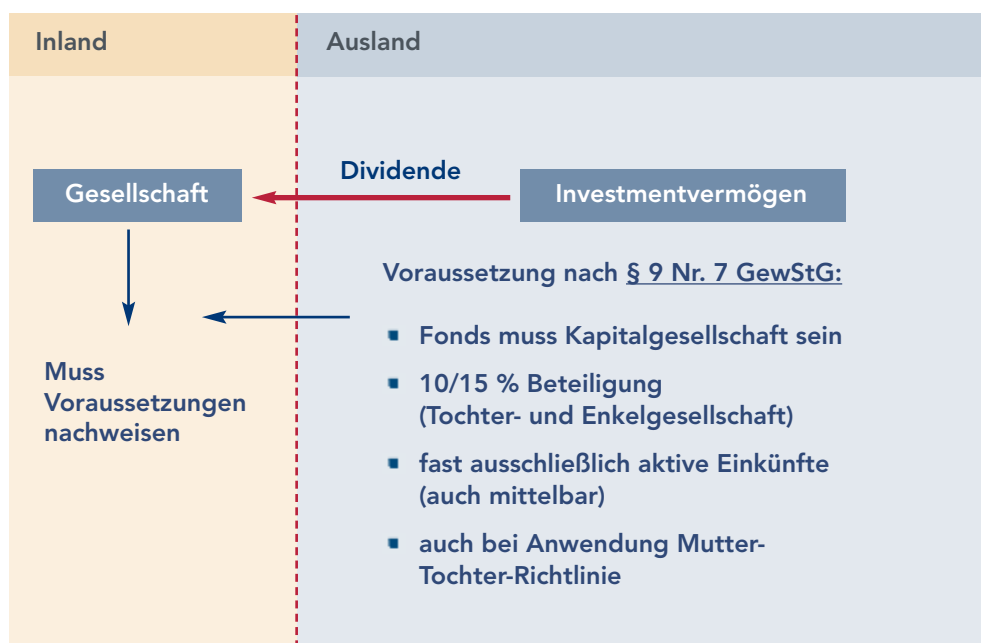 Inland
Ausland
Dividende
Gesellschaft
Investmentvermögen
Voraussetzung nach § 9 Nr. 7 GewStG:
Fonds muss Kapitalgesellschaft sein
10/15 % Beteiligung
(Tochter- und Enkelgesellschaft)
fast ausschließlich aktive Einkünfte
(auch mittelbar)
auch bei Anwendung Mutter-
Tochter-Richtlinie
Muss
Voraussetzungen
nachweisen